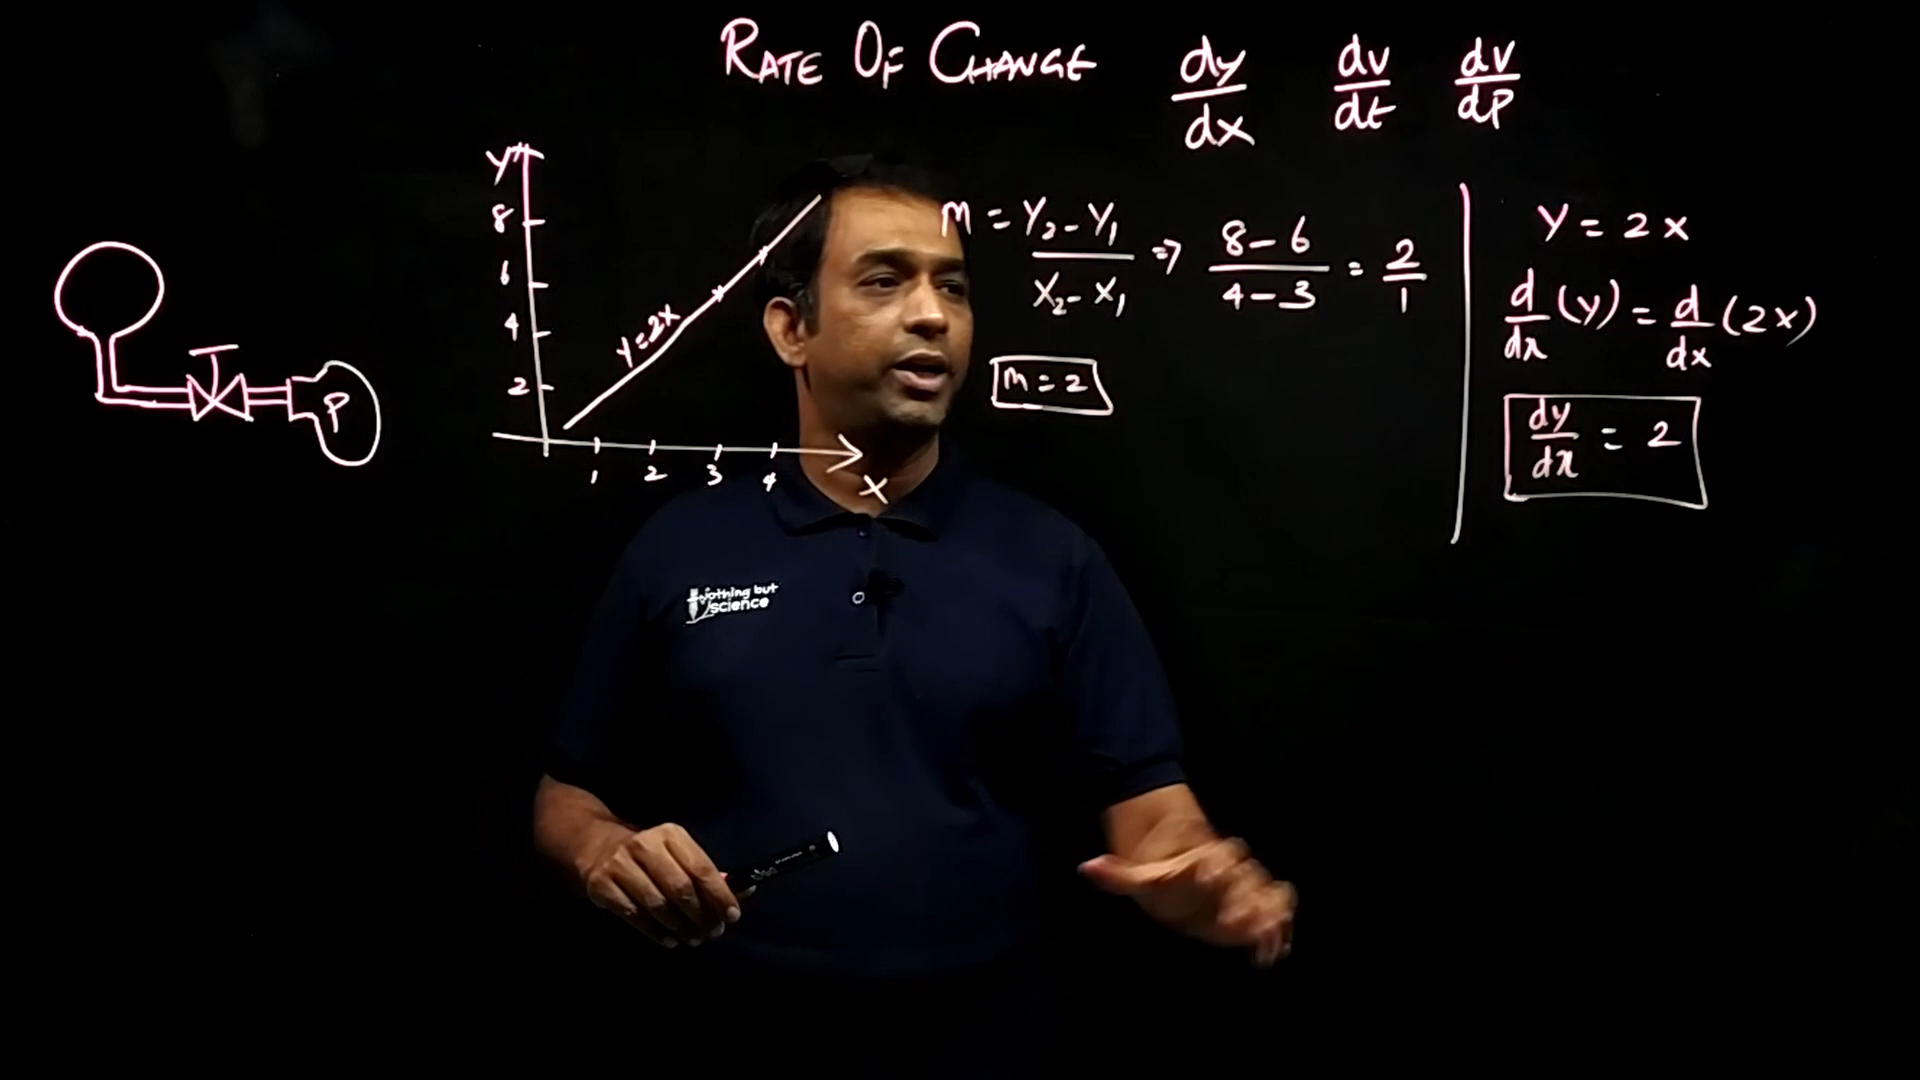 RATE OF CHANGE dy/dx dv/dt dv/dp
P
Y
8
6
4
2
y=2x
1 2 3 4
X
M = Y₂-Y₁/X₂-X₁ ⇒ 8-6/4-3 = 2/1
m=2
Y=2x
d/dx (y) = d/dx (2x)
dy/dx = 2
Nothing but
science